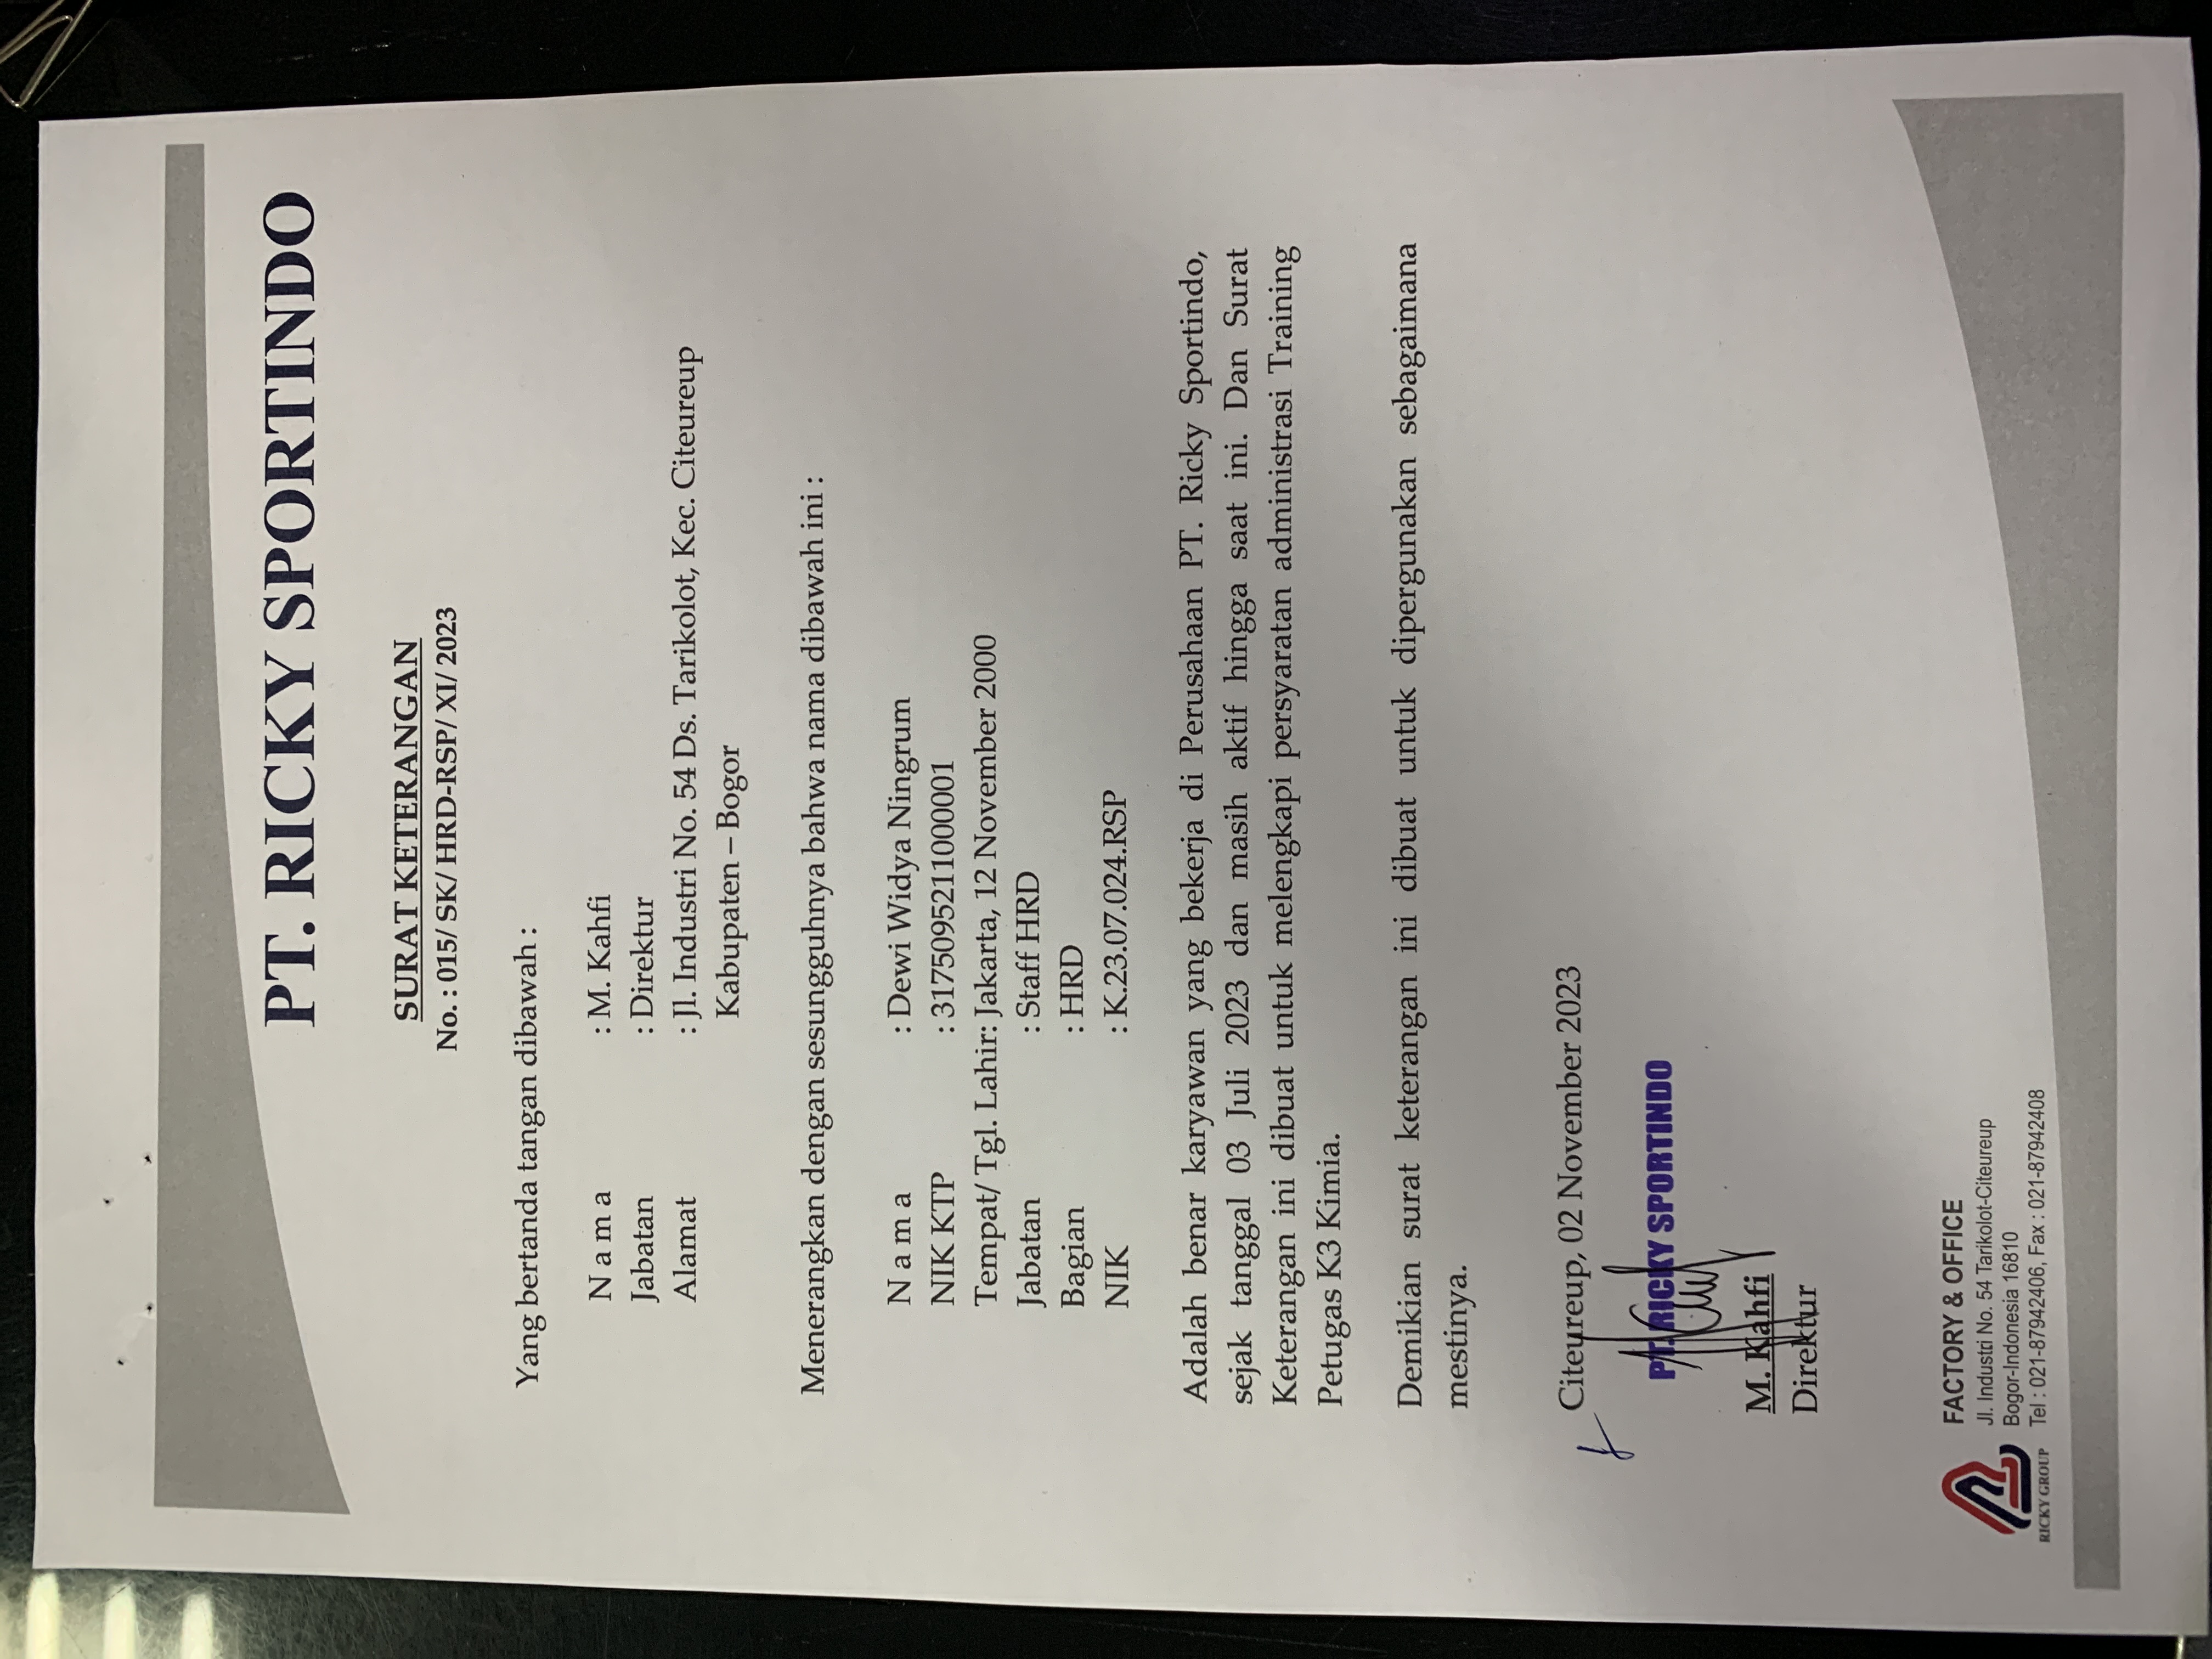 PT. RICKY SPORTINDO
SURAT KETERANGAN
No. : 015/ SK/ HRD-RSP/ XI/ 2023
Yang bertanda tangan dibawah :
N a m a : M. Kahfi
Jabatan : Direktur
Alamat : Jl. Industri No. 54 Ds. Tarikolot, Kec. Citeureup
Kabupaten – Bogor
Menerangkan dengan sesungguhnya bahwa nama dibawah ini :
N a m a : Dewi Widya Ningrum
NIK KTP : 3175095211000001
Tempat/ Tgl. Lahir: Jakarta, 12 November 2000
Jabatan : Staff HRD
Bagian : HRD
NIK : K.23.07.024.RSP
Adalah benar karyawan yang bekerja di Perusahaan PT. Ricky Sportindo,
sejak tanggal 03 Juli 2023 dan masih aktif hingga saat ini. Dan Surat
Keterangan ini dibuat untuk melengkapi persyaratan administrasi Training
Petugas K3 Kimia.
Demikian surat keterangan ini dibuat untuk dipergunakan sebagaimana
mestinya.
Citeureup, 02 November 2023
PT. RICKY SPORTINDO
M. Kahfi
Direktur
FACTORY & OFFICE
Jl. Industri No. 54 Tarikolot-Citeureup
Bogor-Indonesia 16810
Tel : 021-87942406, Fax : 021-87942408
RICKY GROUP